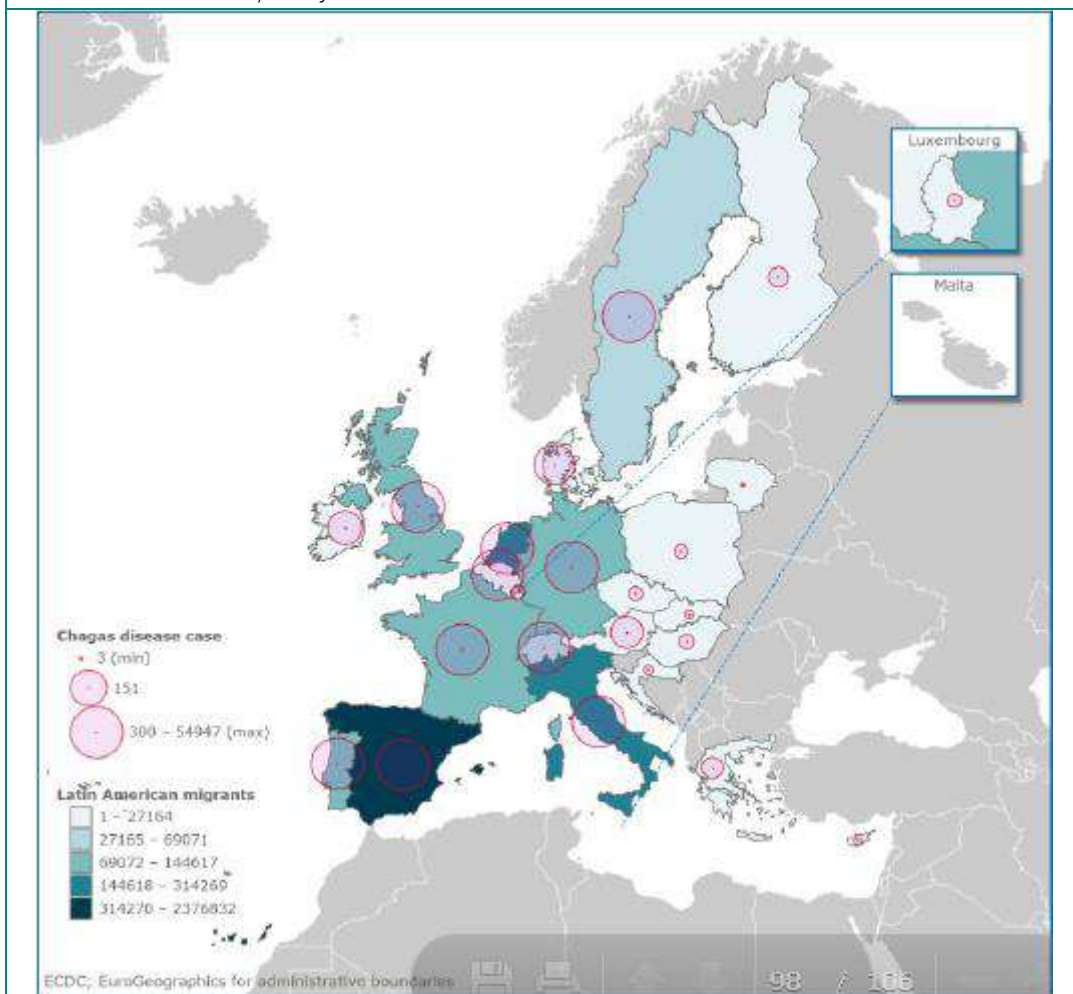 Luxembourg
Malta
Chagas disease case
3 (min)
151
300 – 54947 (max)
Latin American migrants
1 – 27164
27165 – 69071
69072 – 144617
144618 – 314269
314270 – 2376832
ECDC; EuroGeographics for administrative boundaries
98 / 106